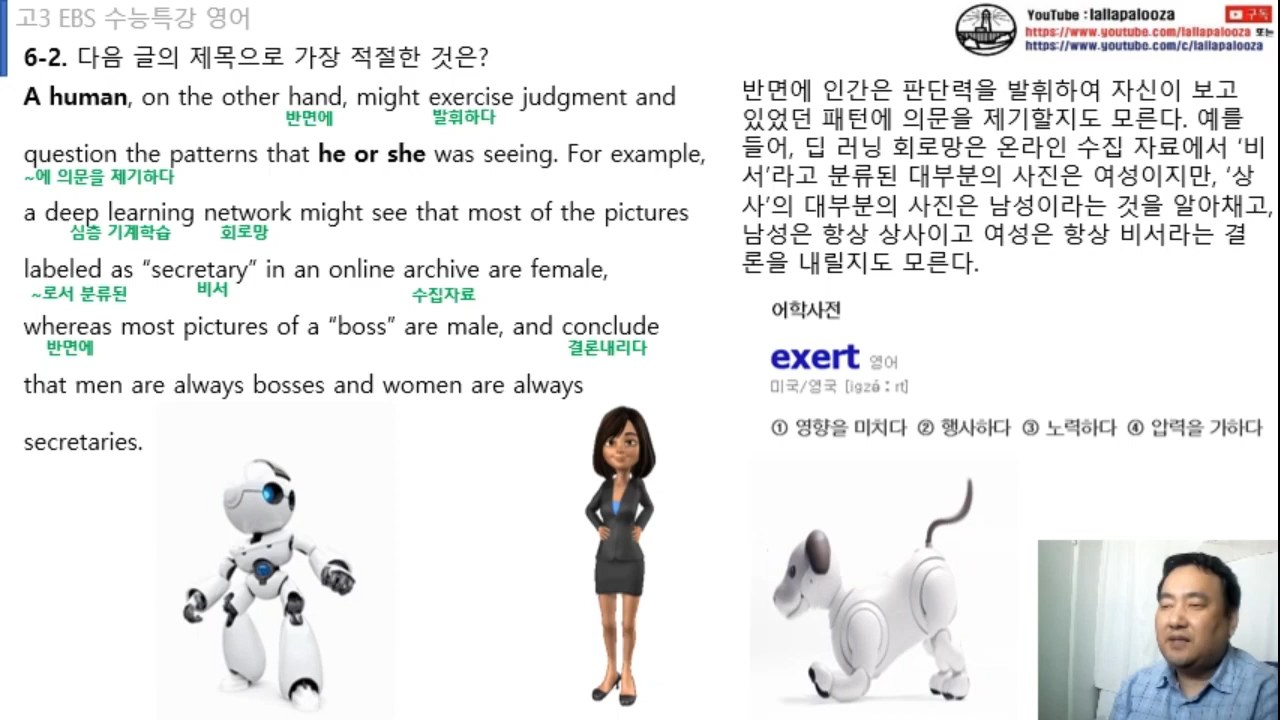 고3 EBS 수능특강 영어
YouTube : lallapalooza
구독
https://www.youtube.com/lallapalooza 또는
https://www.youtube.com/c/lallapalooza
6-2. 다음 글의 제목으로 가장 적절한 것은?
A human, on the other hand, might exercise judgment and
반면에 발휘하다
question the patterns that he or she was seeing. For example,
~에 의문을 제기하다
a deep learning network might see that most of the pictures
심층 기계학습 회로망
labeled as “secretary” in an online archive are female,
~로서 분류된 비서 수집자료
whereas most pictures of a “boss” are male, and conclude
반면에 결론내리다
that men are always bosses and women are always
secretaries.
반면에 인간은 판단력을 발휘하여 자신이 보고
있었던 패턴에 의문을 제기할지도 모른다. 예를
들어, 딥 러닝 회로망은 온라인 수집 자료에서 ‘비
서’라고 분류된 대부분의 사진은 여성이지만, ‘상
사’의 대부분의 사진은 남성이라는 것을 알아채고,
남성은 항상 상사이고 여성은 항상 비서라는 결
론을 내릴지도 모른다.
어학사전
exert 영어
미국/영국 [igzə́ːrt]
① 영향을 미치다 ② 행사하다 ③ 노력하다 ④ 압력을 가하다